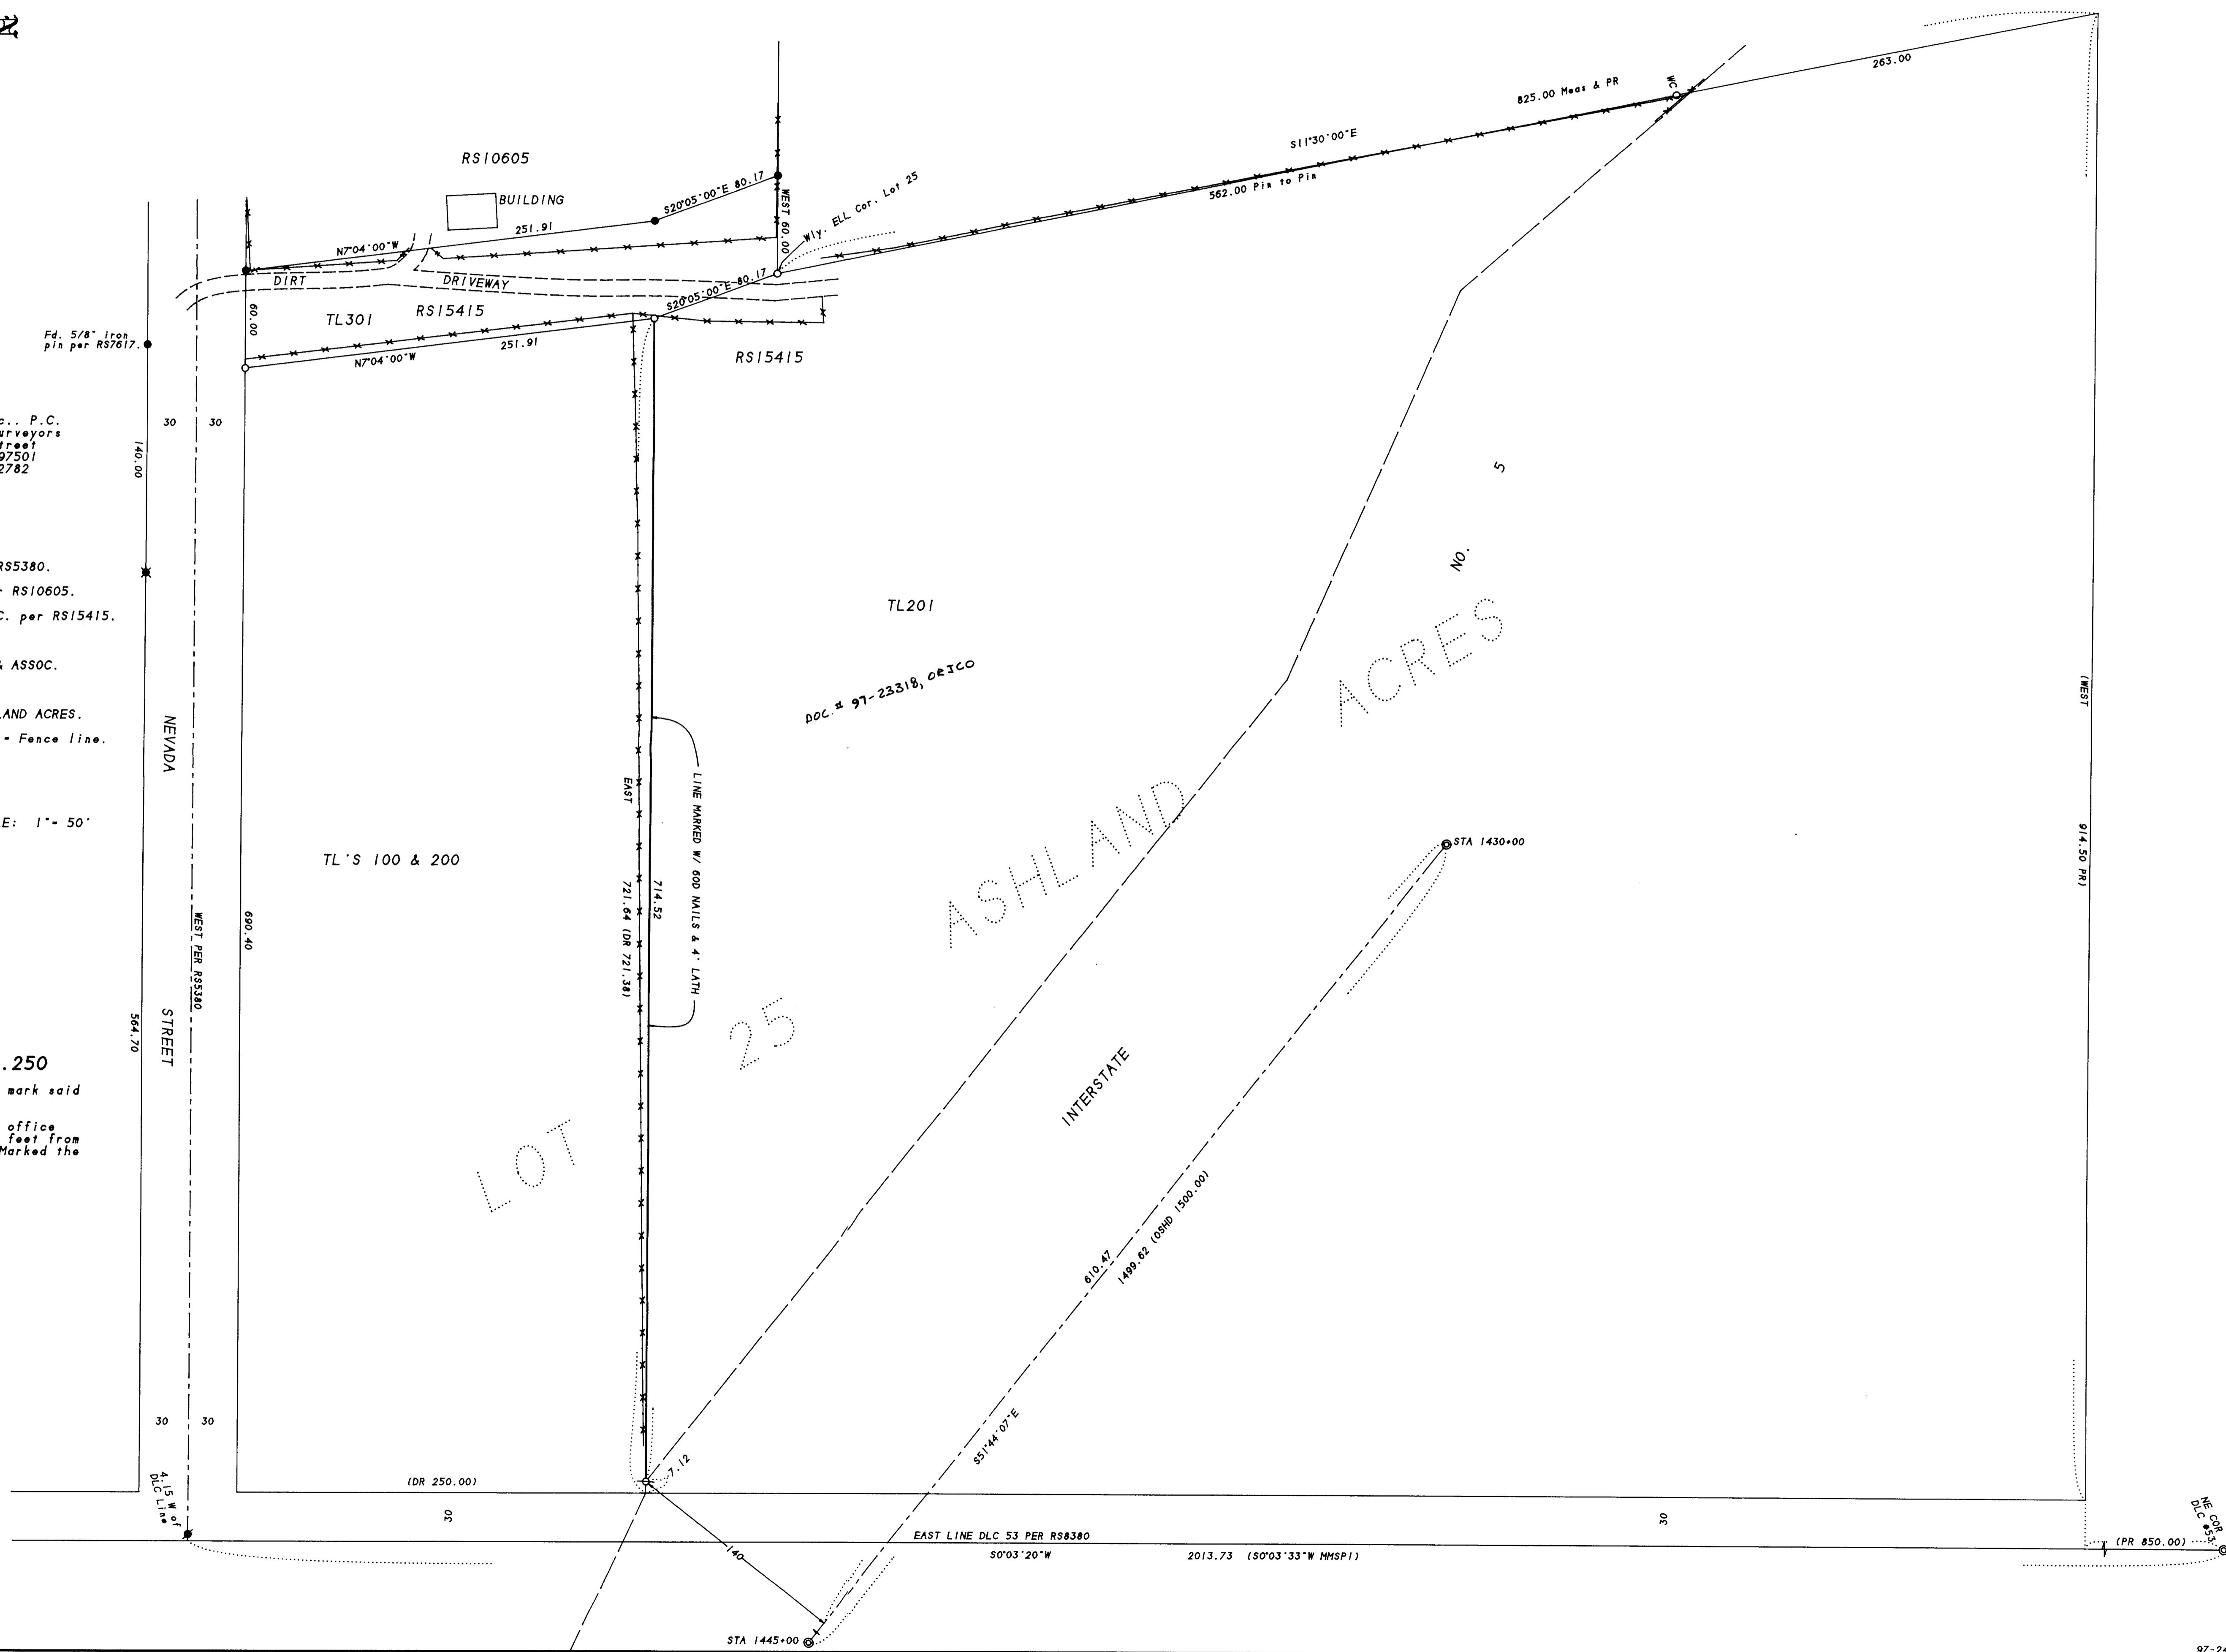 RS10605
BUILDING
S20°05'00"E 80.17
N7°04'00"W
251.91
WEST 60.00
Wly. ELL Cor. Lot 25
DIRT
DRIVEWAY
60.00
TL301
RS15415
S20°05'00"E 80.17
N7°04'00"W
251.91
RS15415
WC
263.00
825.00 Meas & PR
S11°30'00"E
562.00 Pin to Pin
Fd. 5/8" iron
pin per RS7617.
c.. P.C.
urveyors
treet
97501
2782
30
30
140.00
RS5380.
r RS10605.
C. per RS15415.
& ASSOC.
LAND ACRES.
= Fence line.
E: 1"= 50'
NEVADA
STREET
564.70
WEST PER RS5380
690.40
TL'S 100 & 200
TL201
DOC.# 97-23318, ORJCO
LINE MARKED W/ 60D NAILS & 4' LATH
EAST
714.52
721.64 (DR 721.38)
LOT
25
ASHLAND
ACRES
NO.
5
(WEST
914.50 PR)
STA 1430+00
INTERSTATE
610.47
1499.62 (OSHD 1500.00)
S51°44'07"E
.250
mark said
office
feet from
Marked the
30
30
4.15 W of
DLC Line
(DR 250.00)
7.12
30
30
140
EAST LINE DLC 53 PER RS8380
S0°03'20"W
2013.73 (S0°03'33"W MMSP1)
(PR 850.00)
NE COR
DLC #53
STA 1445+00